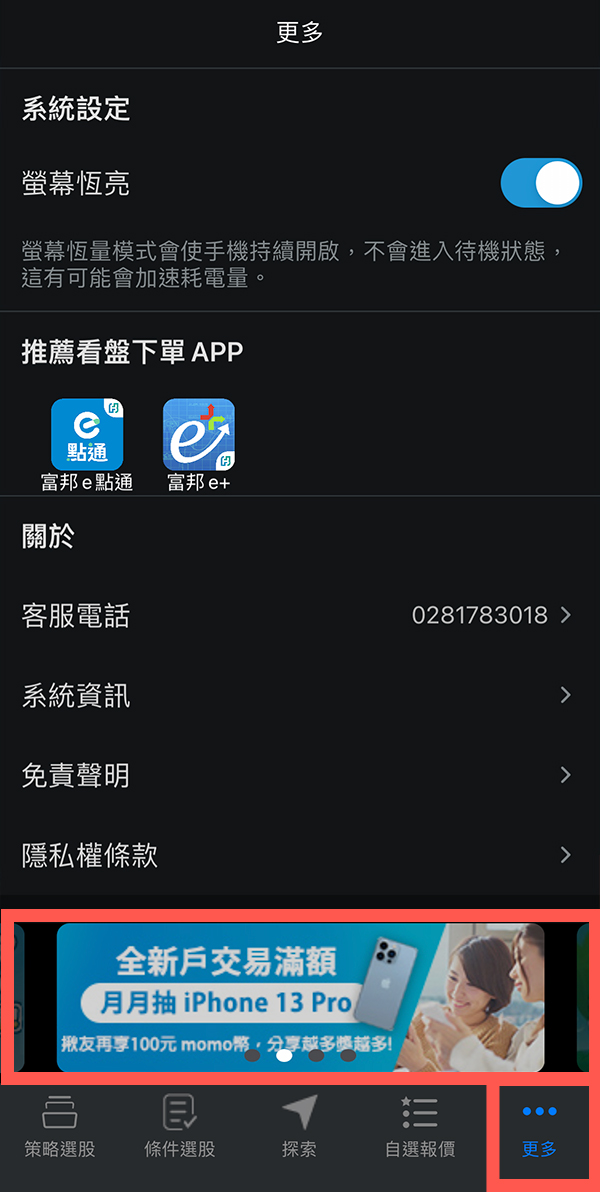 更多
系統設定
螢幕恆亮
螢幕恆量模式會使手機持續開啟，不會進入待機狀態，
這有可能會加速耗電量。
推薦看盤下單 APP
e
點通
e
富邦 e 點通
富邦 e+
關於
客服電話
0281783018
系統資訊
免責聲明
隱私權條款
全新戶交易滿額
月月抽 iPhone 13 Pro
揪友再享100元 momo幣，分享越多獎越多!
策略選股
條件選股
探索
自選報價
更多